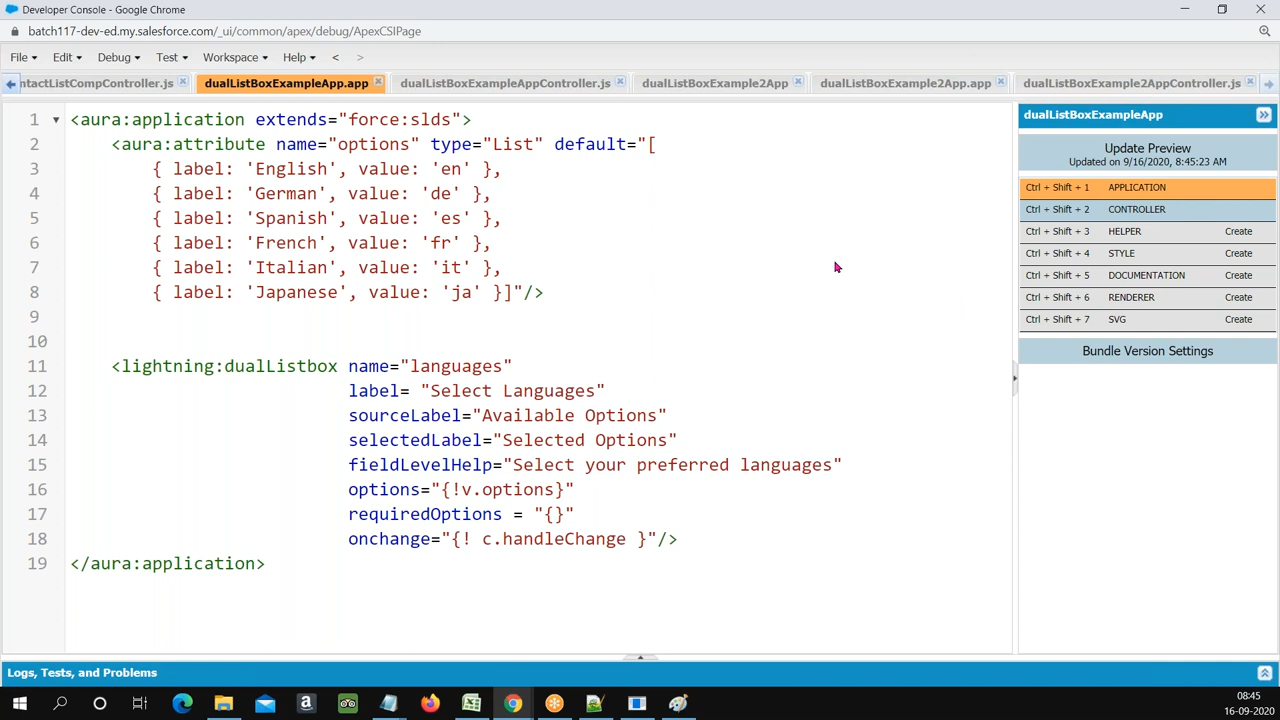 Developer Console - Google Chrome
batch117-dev-ed.my.salesforce.com/_ui/common/apex/debug/ApexCSIPage
File Edit Debug Test Workspace Help < >
ntactListCompController.js dualListBoxExampleApp.app dualListBoxExampleAppController.js dualListBoxExample2App dualListBoxExample2App.app dualListBoxExample2AppController.js
1 <aura:application extends="force:slds">
2 <aura:attribute name="options" type="List" default="[
3 { label: 'English', value: 'en' },
4 { label: 'German', value: 'de' },
5 { label: 'Spanish', value: 'es' },
6 { label: 'French', value: 'fr' },
7 { label: 'Italian', value: 'it' },
8 { label: 'Japanese', value: 'ja' }]"/>
9
10
11 <lightning:dualListbox name="languages"
12 label= "Select Languages"
13 sourceLabel="Available Options"
14 selectedLabel="Selected Options"
15 fieldLevelHelp="Select your preferred languages"
16 options="{!v.options}"
17 requiredOptions = "{}"
18 onchange="{! c.handleChange }"/>
19 </aura:application>
dualListBoxExampleApp
Update Preview
Updated on 9/16/2020, 8:45:23 AM
Ctrl + Shift + 1 APPLICATION
Ctrl + Shift + 2 CONTROLLER
Ctrl + Shift + 3 HELPER Create
Ctrl + Shift + 4 STYLE Create
Ctrl + Shift + 5 DOCUMENTATION Create
Ctrl + Shift + 6 RENDERER Create
Ctrl + Shift + 7 SVG Create
Bundle Version Settings
Logs, Tests, and Problems
08:45
16-09-2020